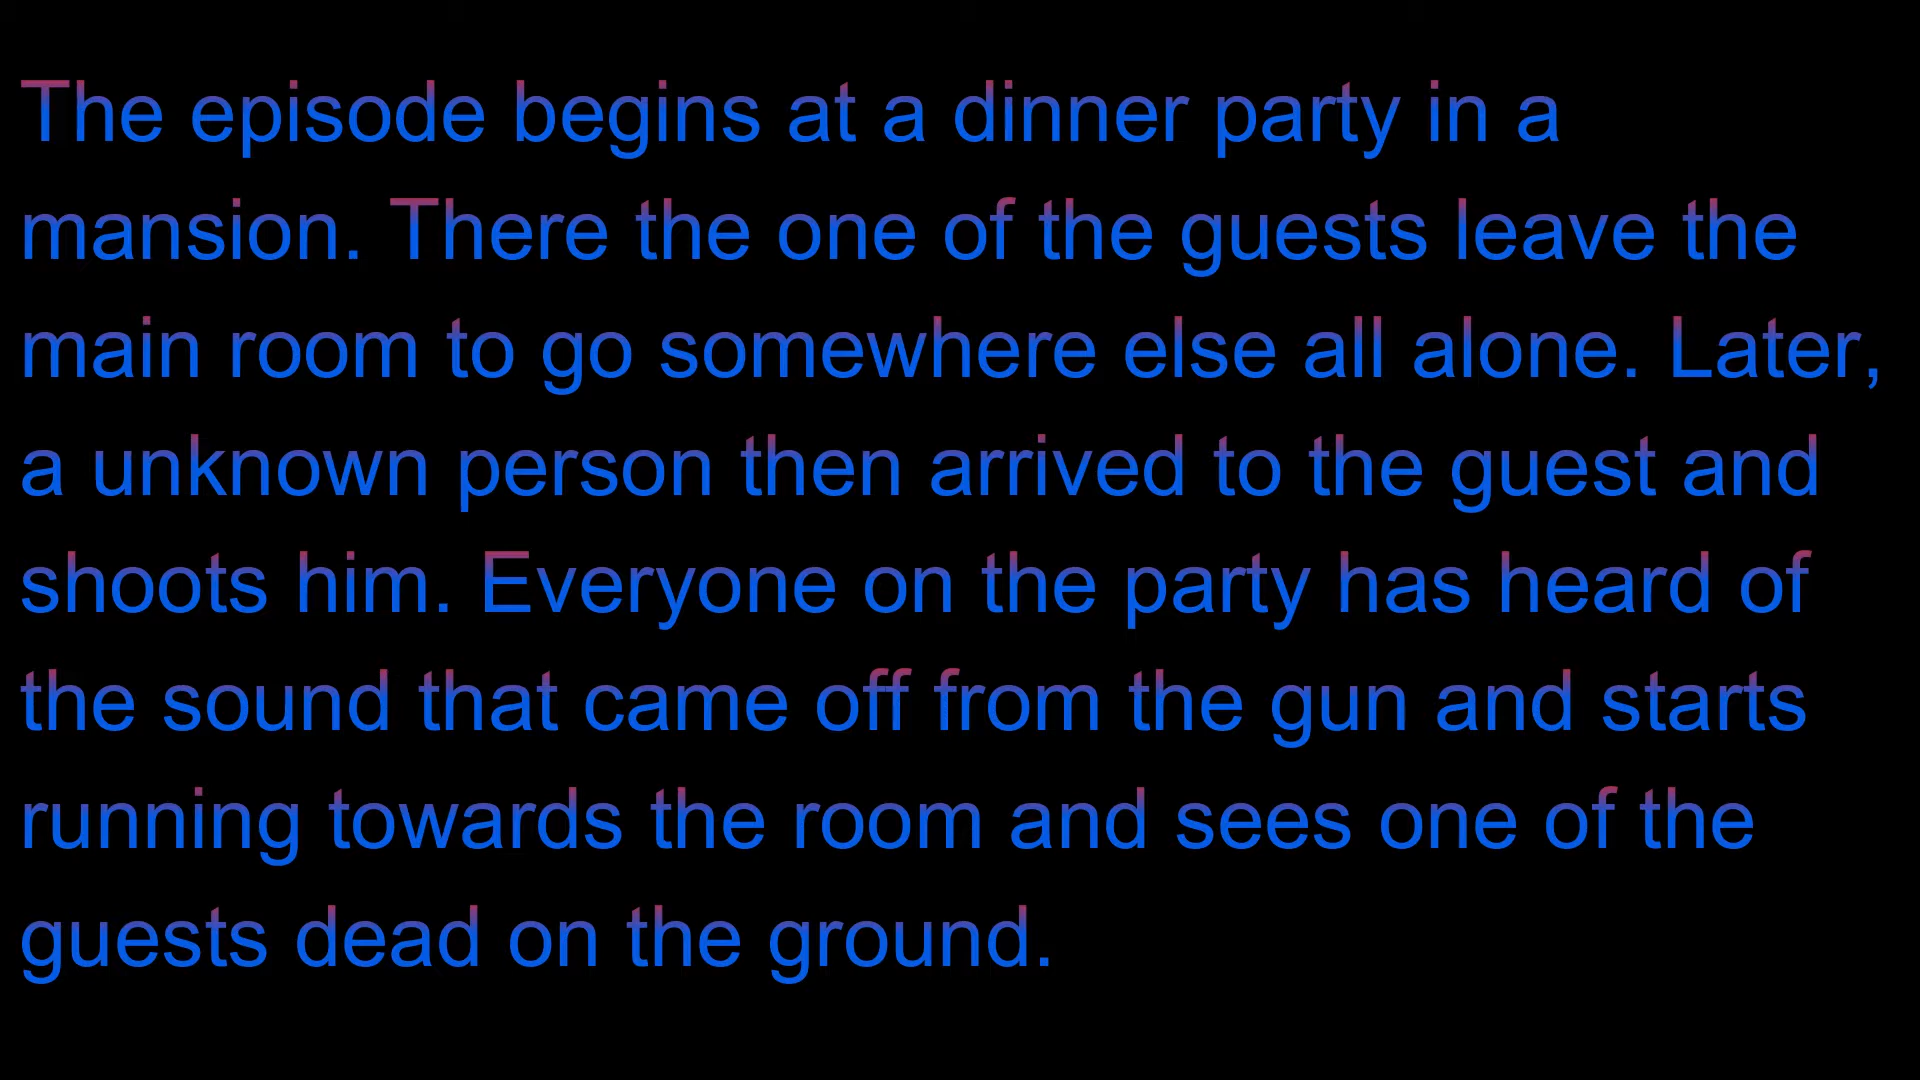 The episode begins at a dinner party in a
mansion. There the one of the guests leave the
main room to go somewhere else all alone. Later,
a unknown person then arrived to the guest and
shoots him. Everyone on the party has heard of
the sound that came off from the gun and starts
running towards the room and sees one of the
guests dead on the ground.